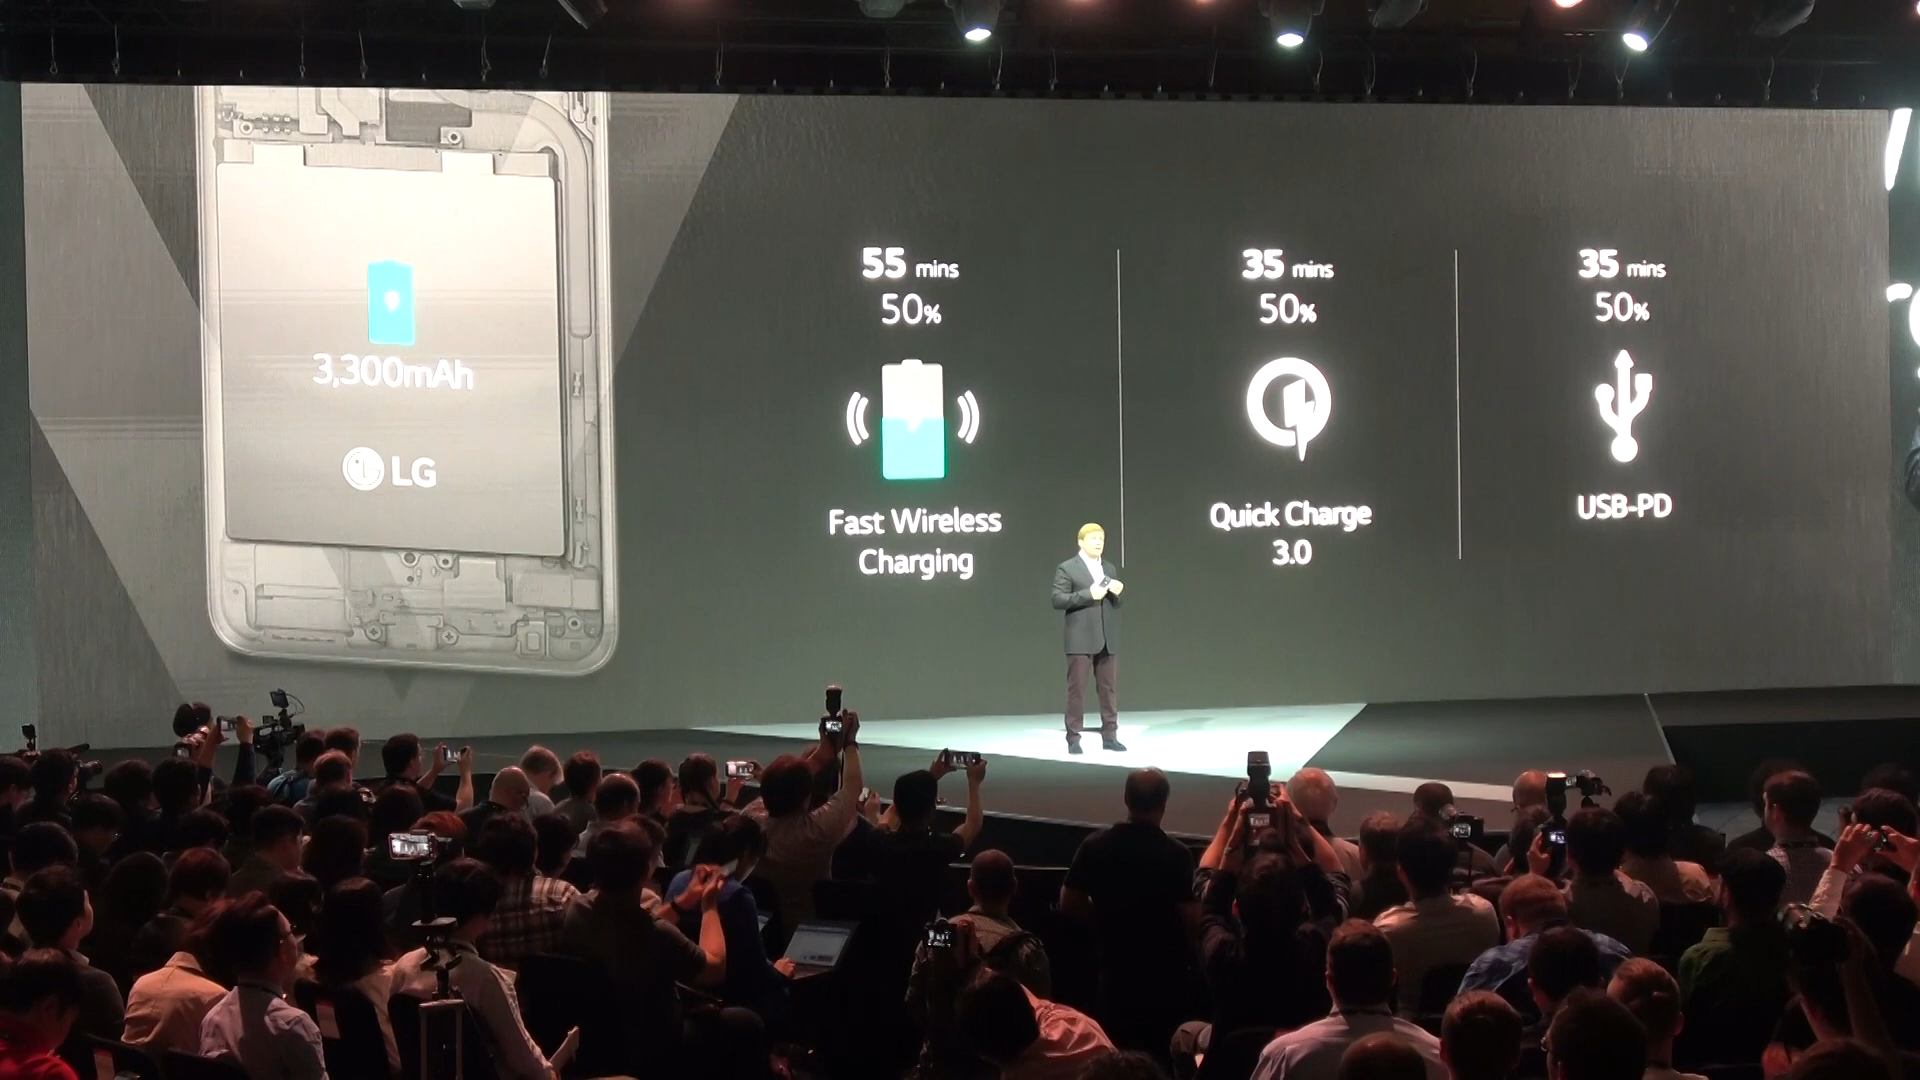 3,300mAh
LG
55 mins
50%
Fast Wireless
Charging
35 mins
50%
Quick Charge
3.0
35 mins
50%
USB-PD